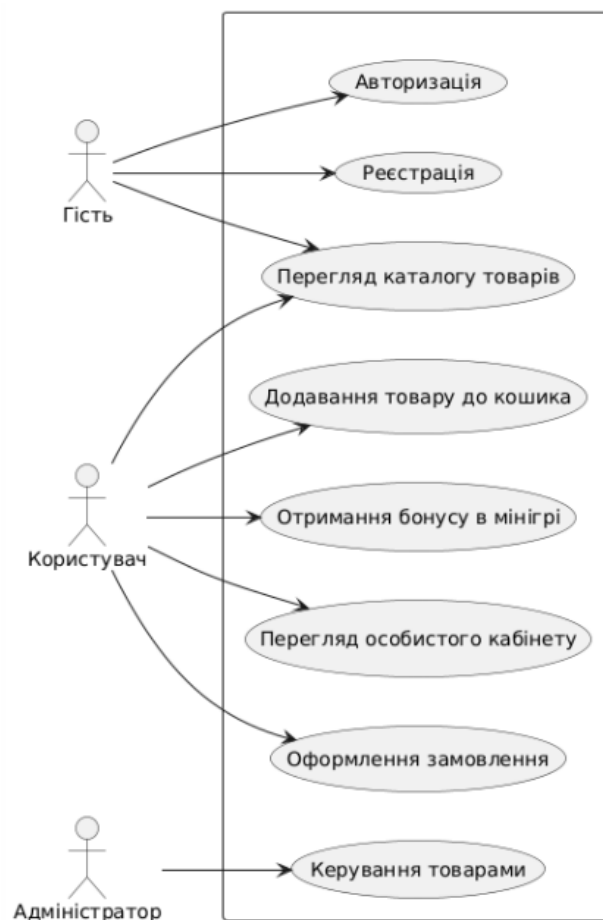 Авторизація
Реєстрація
Гість
Перегляд каталогу товарів
Додавання товару до кошика
Отримання бонусу в мінігрі
Користувач
Перегляд особистого кабінету
Оформлення замовлення
Керування товарами
Адміністратор